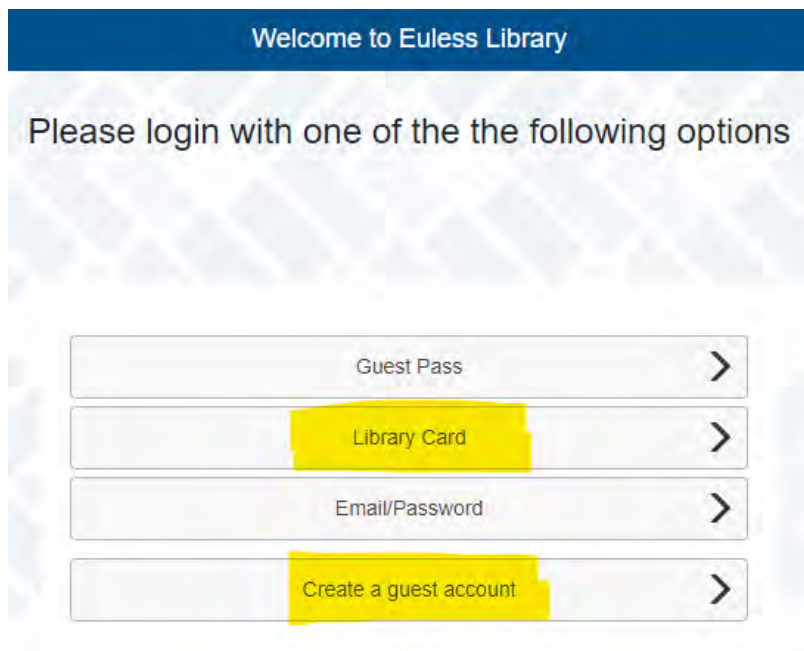 Welcome to Euless Library
Please login with one of the the following options
Guest Pass
Library Card
Email/Password
Create a guest account